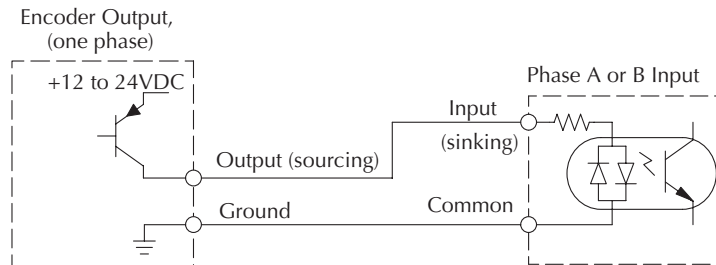 Encoder Output,
(one phase)
+12 to 24VDC
Phase A or B Input
Input
(sinking)
Output (sourcing)
Ground
Common